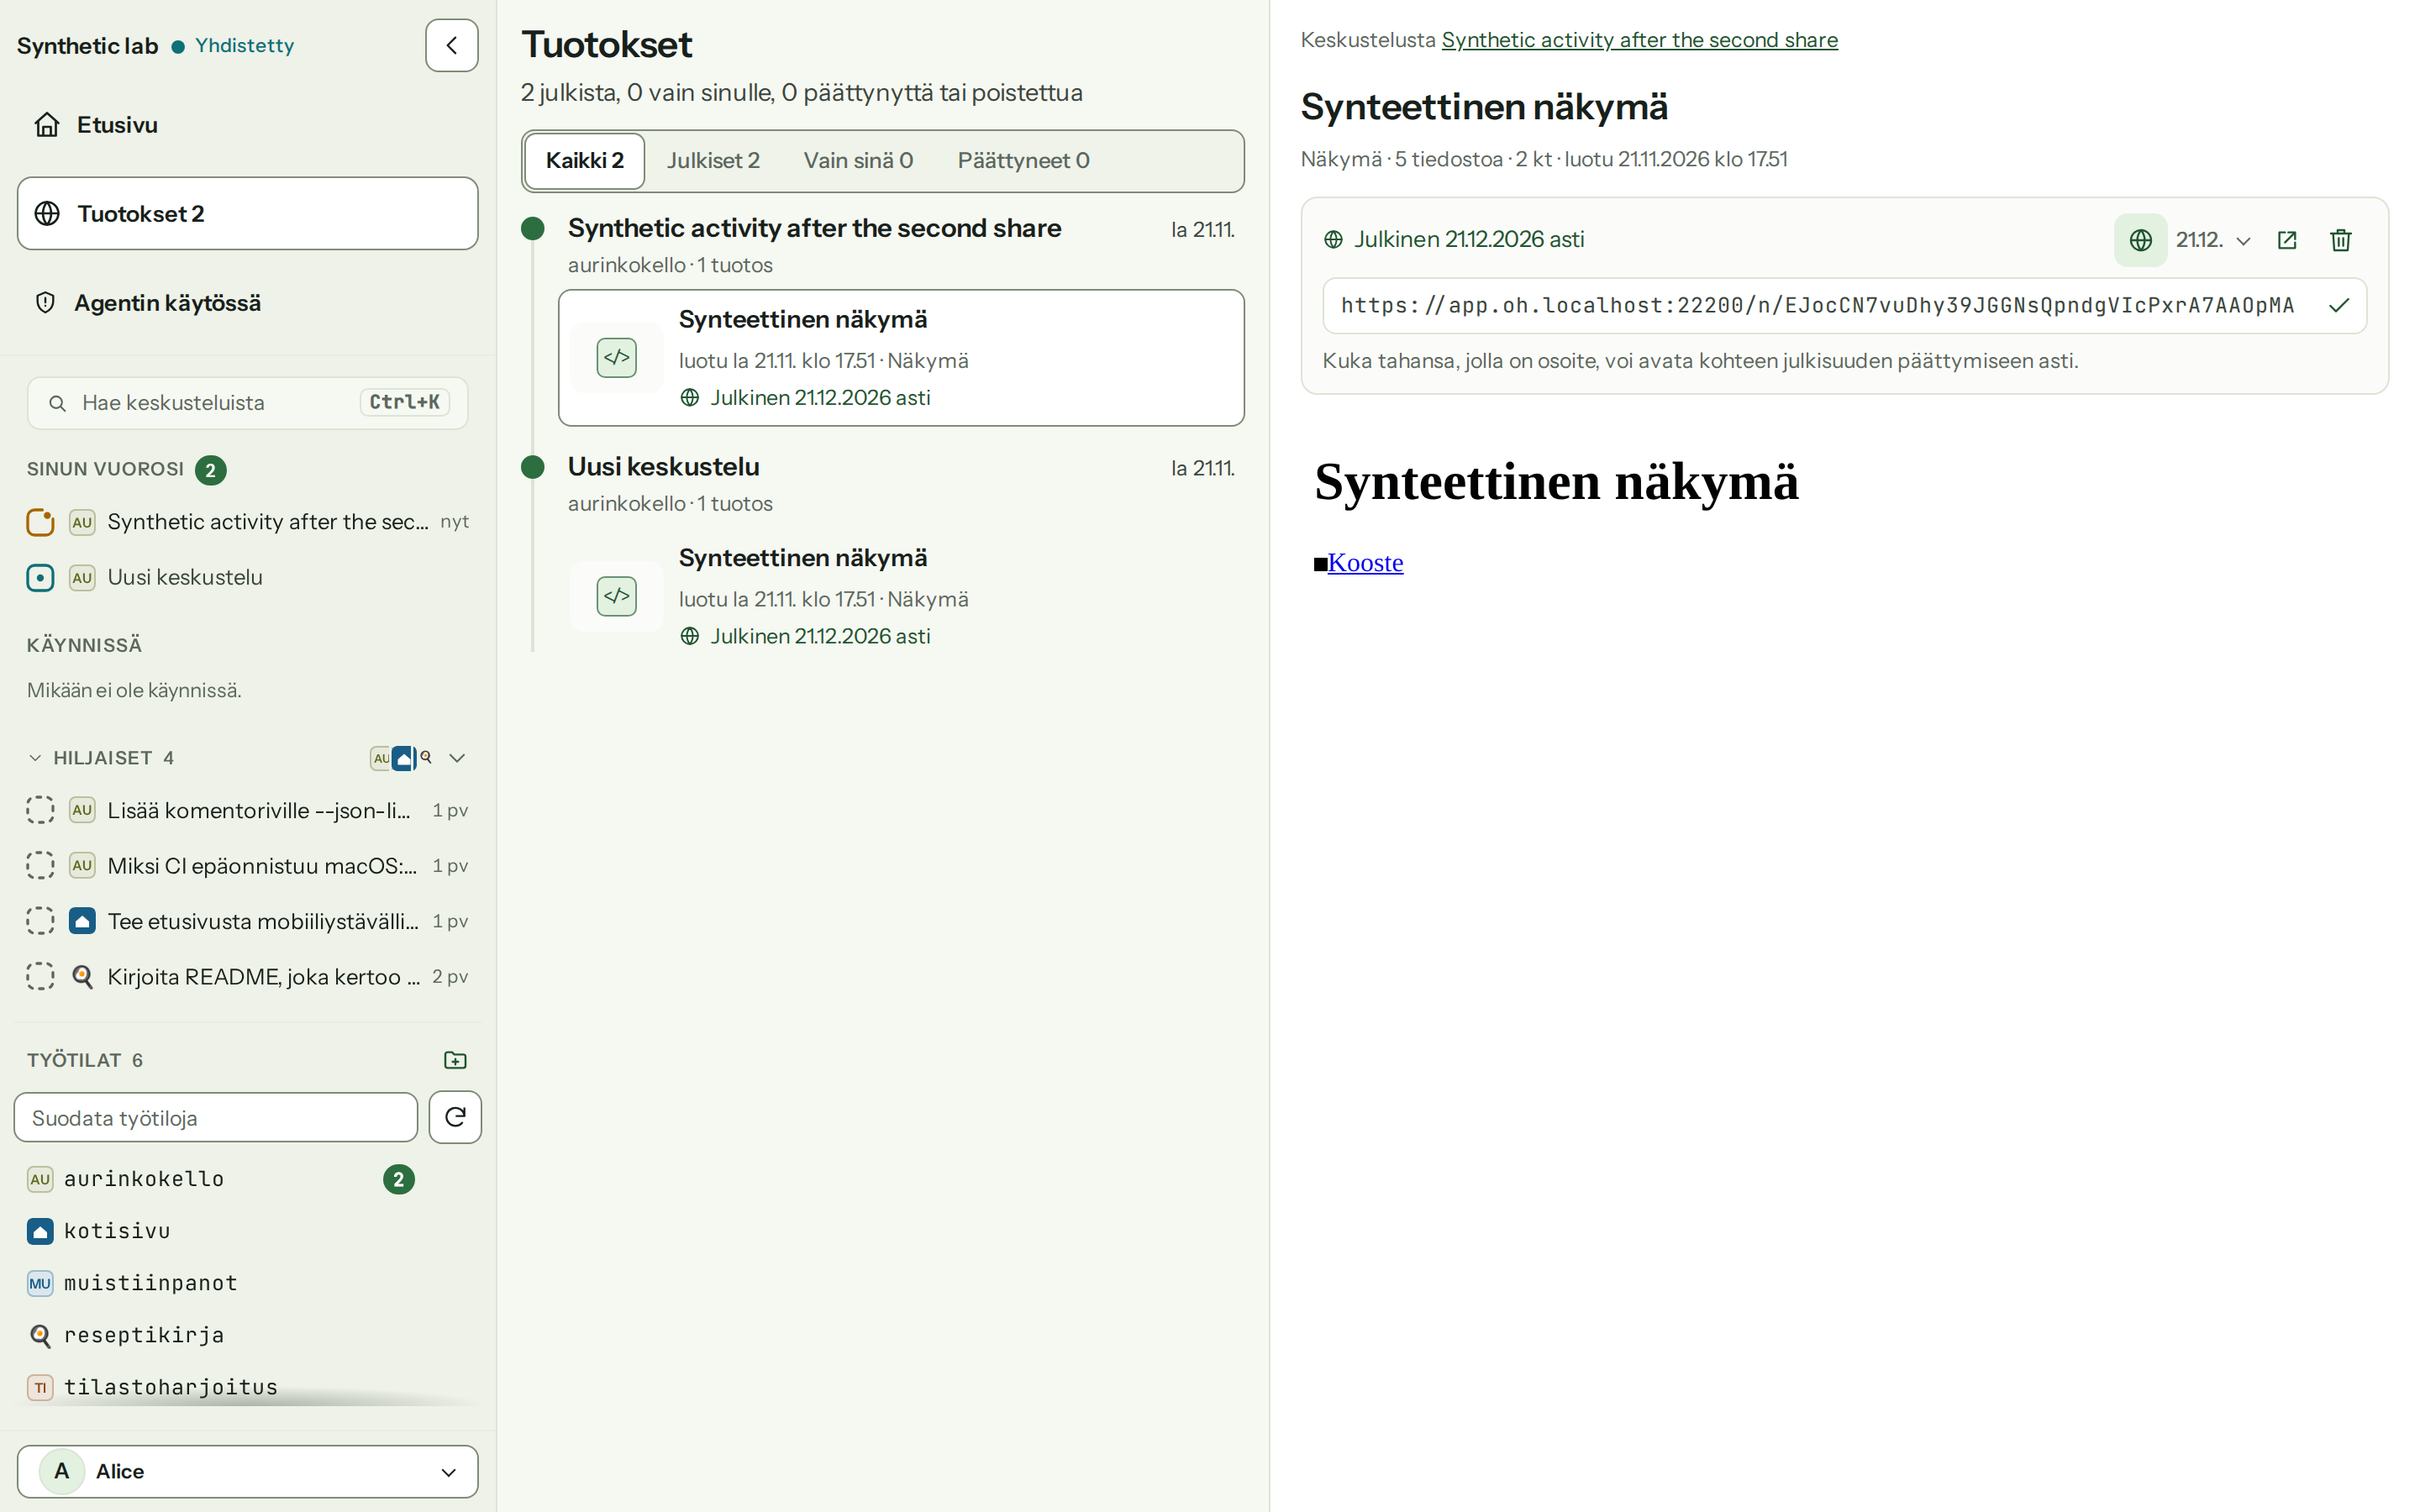 Synthetic lab Yhdistetty
Etusivu
Tuotokset 2
Agentin käytössä
Hae keskusteluista Ctrl+K
SINUN VUOROSI 2
AU Synthetic activity after the sec... nyt
AU Uusi keskustelu
KÄYNNISSÄ
Mikään ei ole käynnissä.
HILJAISET 4 AU
AU Lisää komentoriville --json-li... 1 pv
AU Miksi CI epäonnistuu macOS:... 1 pv
Tee etusivusta mobiiliystävälli... 1 pv
Kirjoita README, joka kertoo ... 2 pv
TYÖTILAT 6
Suodata työtiloja
AU aurinkokello 2
kotisivu
MU muistiinpanot
reseptikirja
TI tilastoharjoitus
A Alice
Tuotokset
2 julkista, 0 vain sinulle, 0 päättynyttä tai poistettua
Kaikki 2 Julkiset 2 Vain sinä 0 Päättyneet 0
Synthetic activity after the second share la 21.11.
aurinkokello · 1 tuotos
Synteettinen näkymä
</> luotu la 21.11. klo 17.51 · Näkymä
Julkinen 21.12.2026 asti
Uusi keskustelu la 21.11.
aurinkokello · 1 tuotos
Synteettinen näkymä
</> luotu la 21.11. klo 17.51 · Näkymä
Julkinen 21.12.2026 asti
Keskustelusta Synthetic activity after the second share
Synteettinen näkymä
Näkymä · 5 tiedostoa · 2 kt · luotu 21.11.2026 klo 17.51
Julkinen 21.12.2026 asti 21.12.
https://app.oh.localhost:22200/n/EJocCN7vuDhy39JGGNsQpndgVIcPxrA7AAOpMA
Kuka tahansa, jolla on osoite, voi avata kohteen julkisuuden päättymiseen asti.
Synteettinen näkymä
Kooste